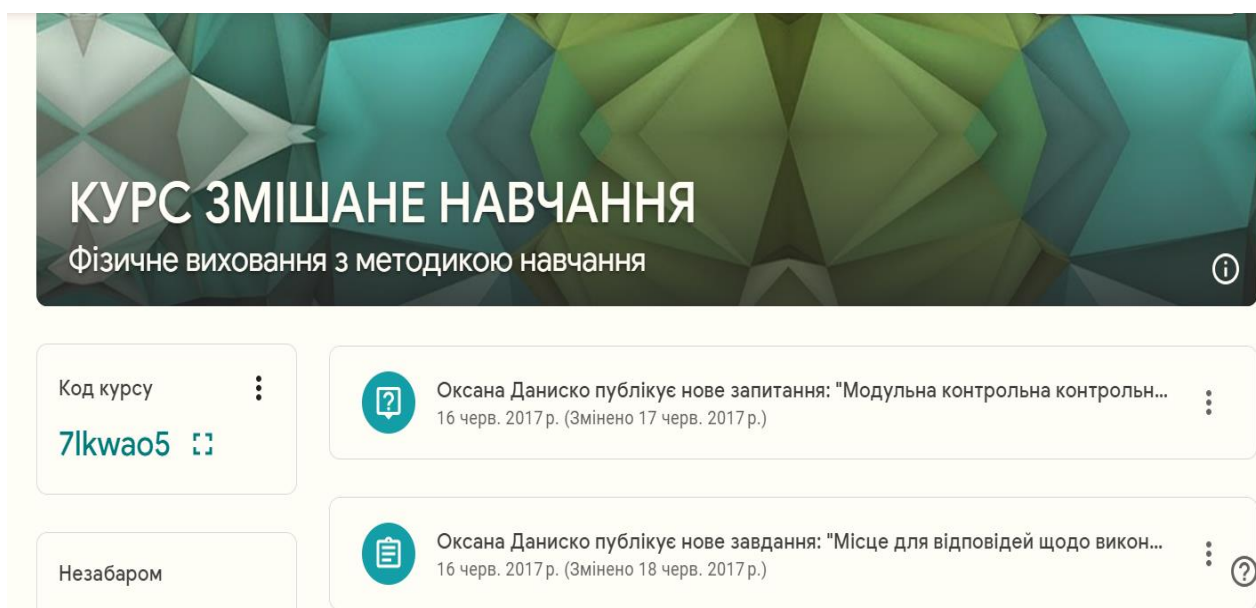 КУРС ЗМІШАНЕ НАВЧАННЯ
Фізичне виховання з методикою навчання
Код курсу
7lkwao5
Оксана Даниско публікує нове запитання: "Модульна контрольна контрольн...
16 черв. 2017 р. (Змінено 17 черв. 2017 р.)
Незабаром
Оксана Даниско публікує нове завдання: "Місце для відповідей щодо викон...
16 черв. 2017 р. (Змінено 18 черв. 2017 р.)